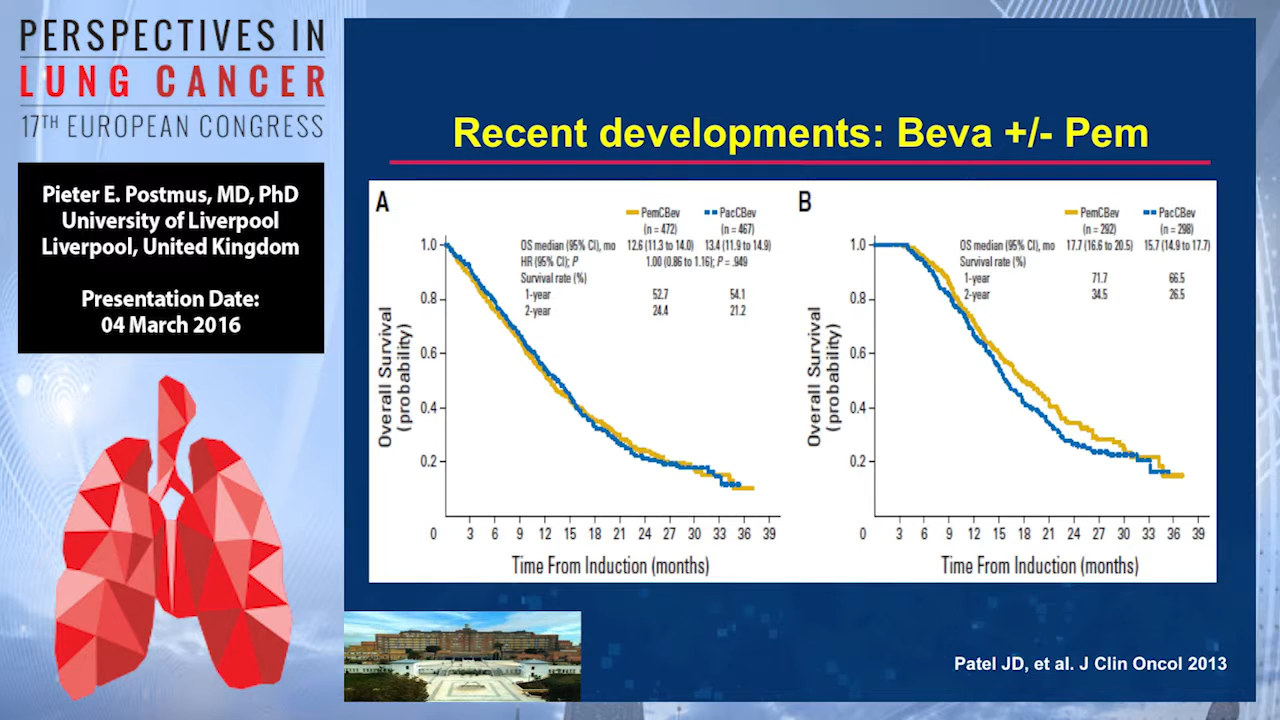 PERSPECTIVES IN
LUNG CANCER
17TH EUROPEAN CONGRESS
Pieter E. Postmus, MD, PhD
University of Liverpool
Liverpool, United Kingdom
Presentation Date:
04 March 2016
Recent developments: Beva +/- Pem
A
PemCBev PacCBev
(n = 472) (n = 467)
OS median (95% CI), mo 12.6 (11.3 to 14.0) 13.4 (11.9 to 14.9)
HR (95% CI); P 1.00 (0.86 to 1.16); P = .949
Survival rate (%)
1-year 52.7 54.1
2-year 24.4 21.2
1.0
0.8
0.6
0.4
0.2
Overall Survival
(probability)
0 3 6 9 12 15 18 21 24 27 30 33 36 39
Time From Induction (months)
B
PemCBev PacCBev
(n = 292) (n = 298)
OS median (95% CI), mo 17.7 (16.6 to 20.5) 15.7 (14.9 to 17.7)
Survival rate (%)
1-year 71.7 66.5
2-year 34.5 26.5
1.0
0.8
0.6
0.4
0.2
Overall Survival
(probability)
0 3 6 9 12 15 18 21 24 27 30 33 36 39
Time From Induction (months)
Patel JD, et al. J Clin Oncol 2013